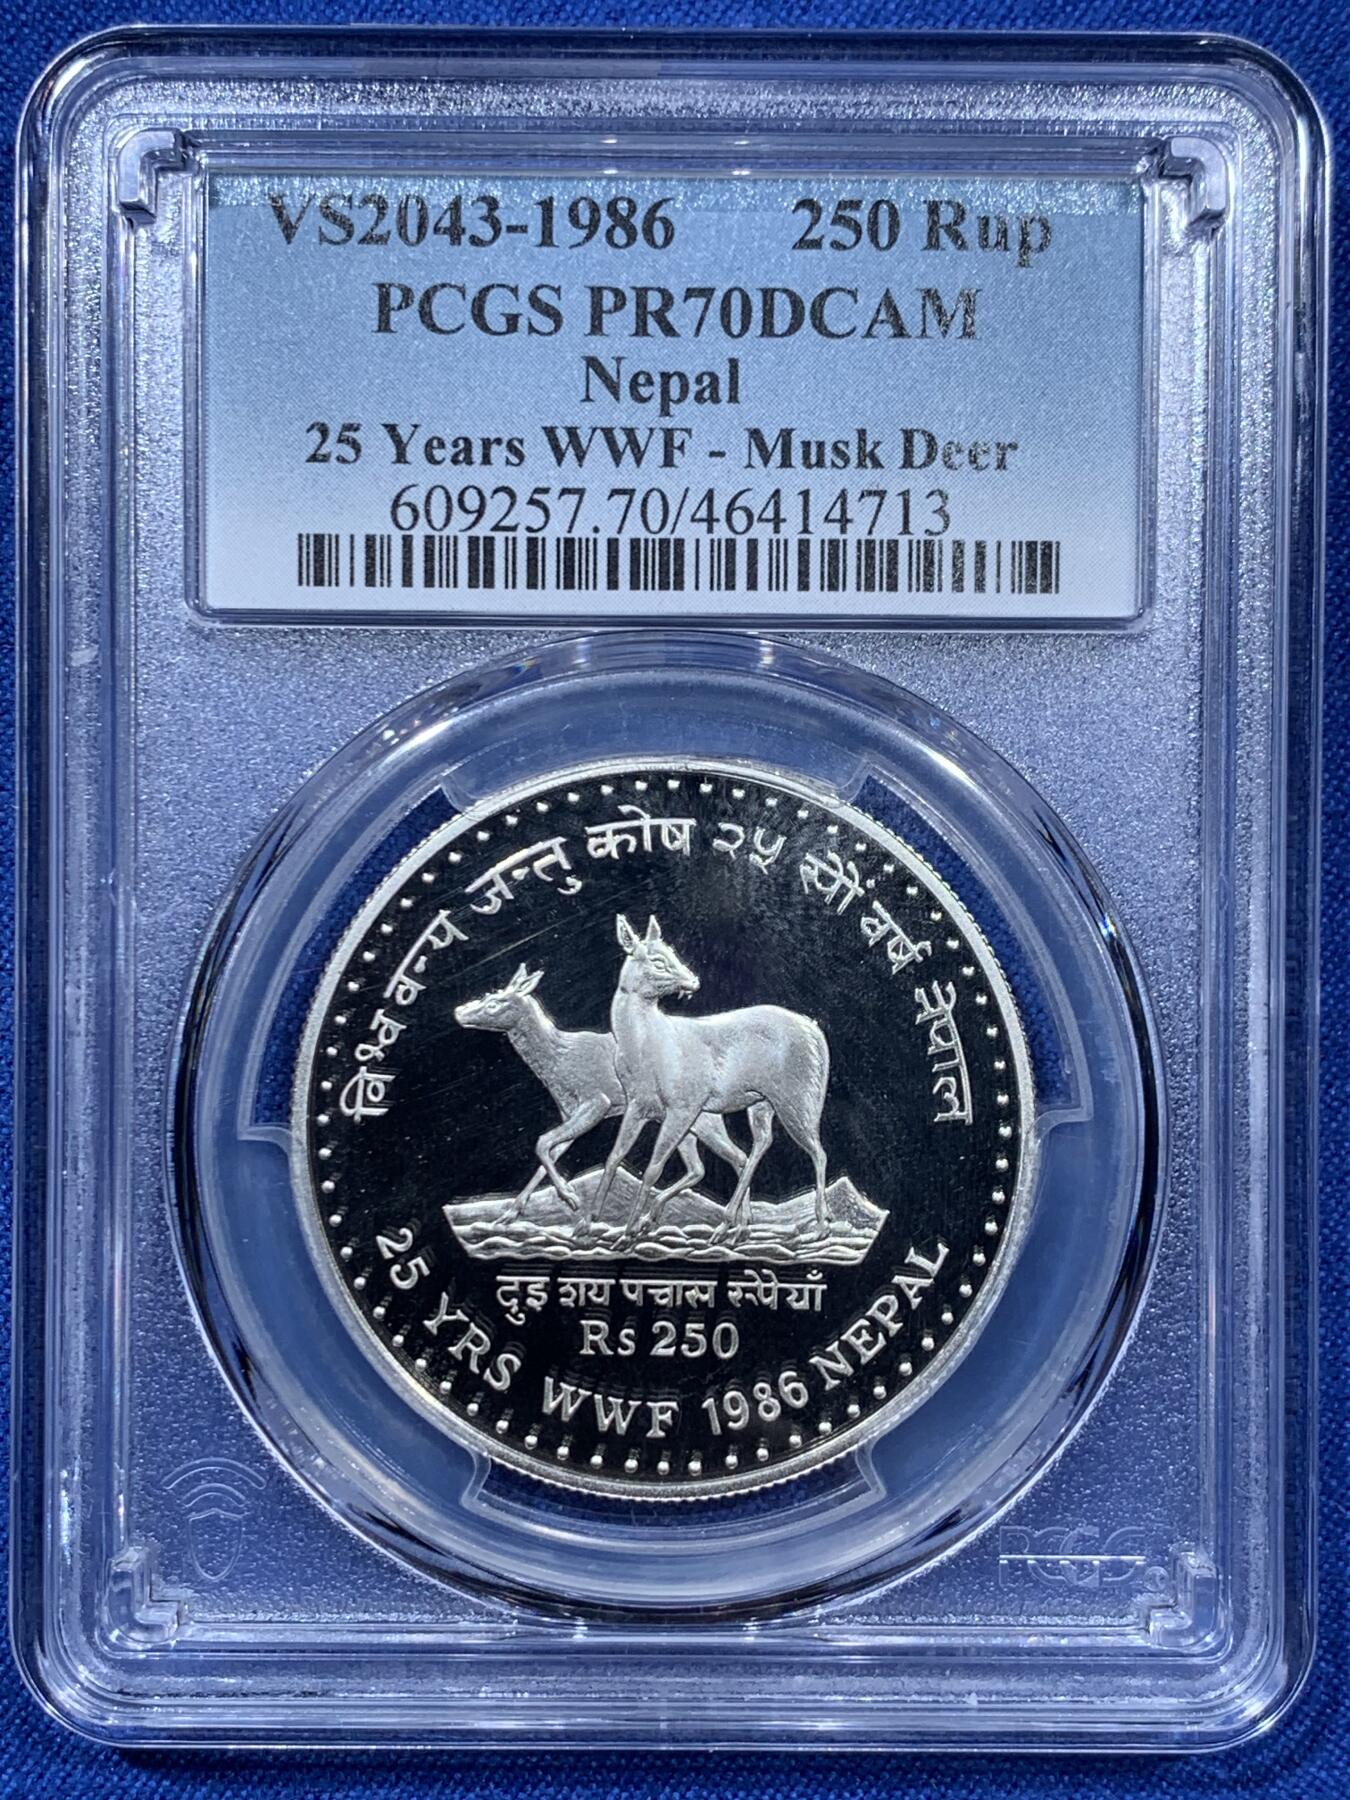 VS2043-1986 250 Rup
PCGS PR70DCAM
Nepal
25 Years WWF - Musk Deer
609257.70/46414713
विश्व वन्य जन्तु कोष २५ औं वर्ष नेपाल
दुइ शय पचास रूपैयाँ
Rs 250
25 YRS WWF 1986 NEPAL
PCGS